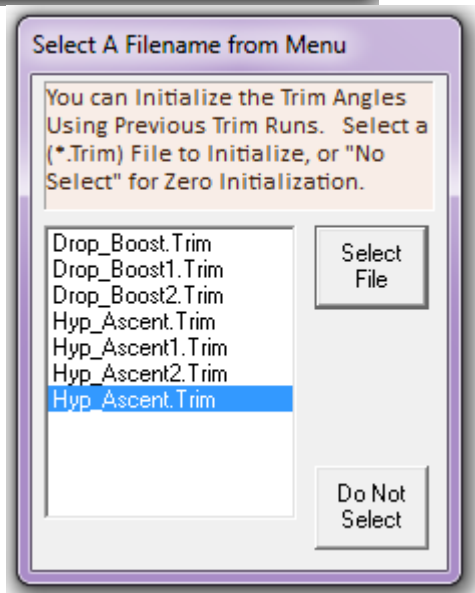 Select A Filename from Menu
You can Initialize the Trim Angles
Using Previous Trim Runs.   Select a
(*.Trim) File to Initialize, or "No
Select" for Zero Initialization.
Drop_Boost.Trim
Drop_Boost1.Trim
Drop_Boost2.Trim
Hyp_Ascent.Trim
Hyp_Ascent1.Trim
Hyp_Ascent2.Trim
Hyp_Ascent.Trim
Select
File
Do Not
Select